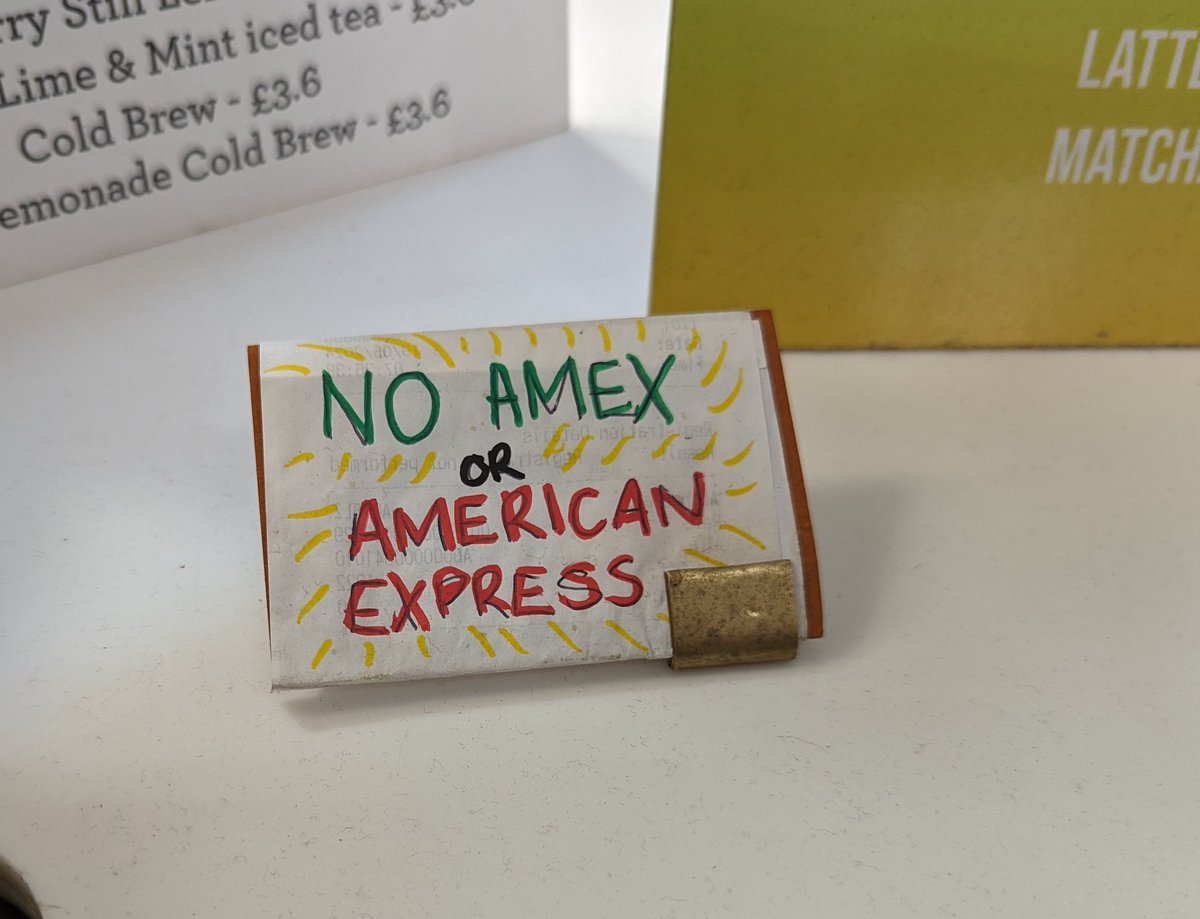 Lime & Mint iced tea - £3.6
Cold Brew - £3.6
emonade Cold Brew - £3.6
LATTE
MATCHA
NO AMEX
OR
AMERICAN
EXPRESS